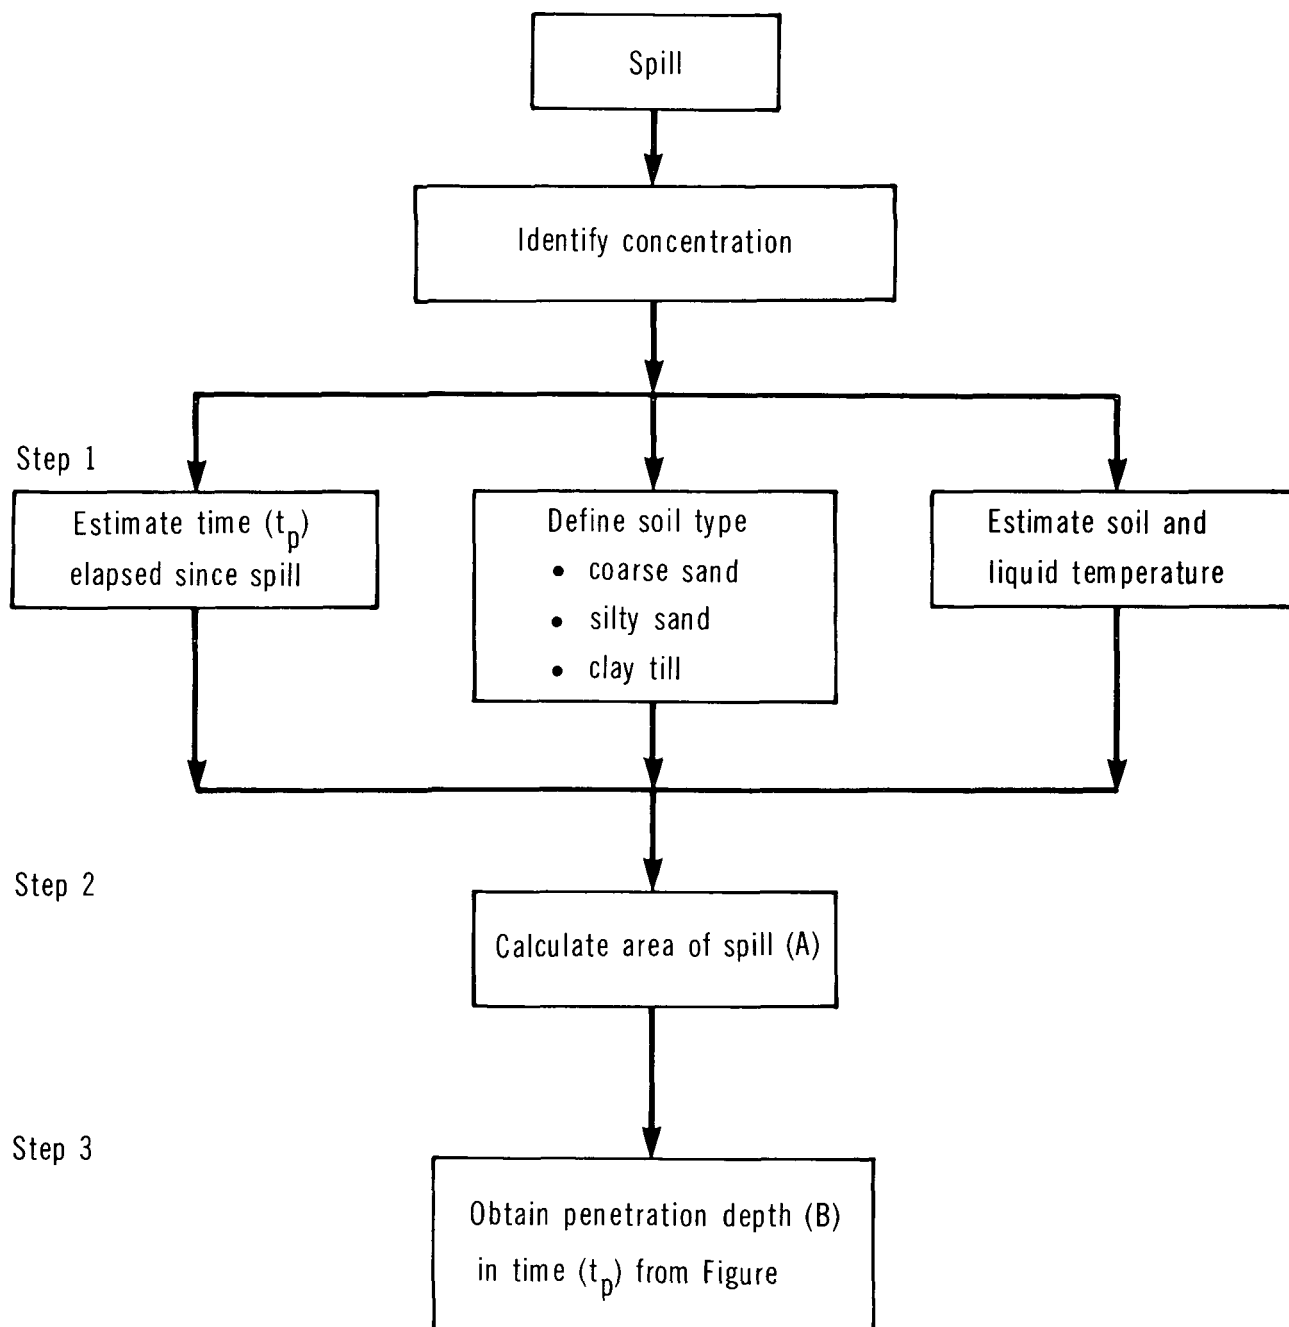 Spill
Identify concentration
Step 1
Estimate time (tp)
elapsed since spill
Define soil type
• coarse sand
• silty sand
• clay till
Estimate soil and
liquid temperature
Step 2
Calculate area of spill (A)
Step 3
Obtain penetration depth (B)
in time (tp) from Figure